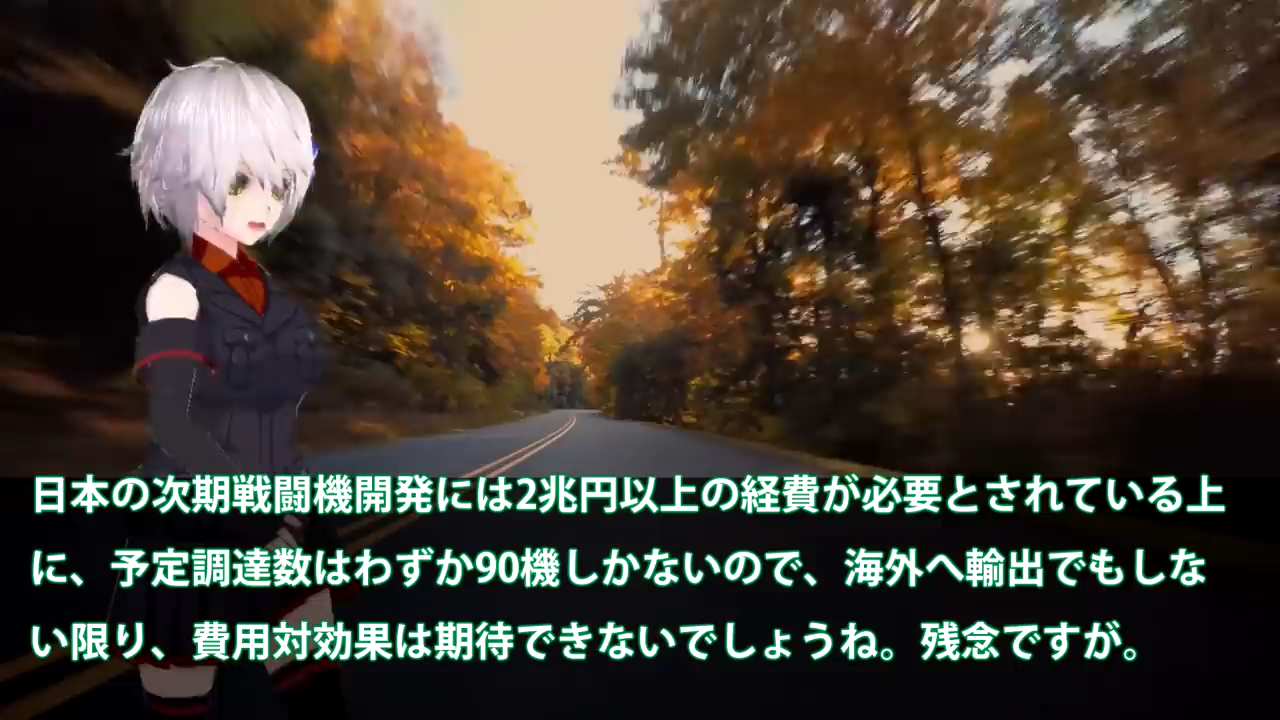 日本の次期戦闘機開発には2兆円以上の経費が必要とされている上
に、予定調達数はわずか90機しかないので、海外へ輸出でもしな
い限り、費用対効果は期待できないでしょうね。残念ですが。